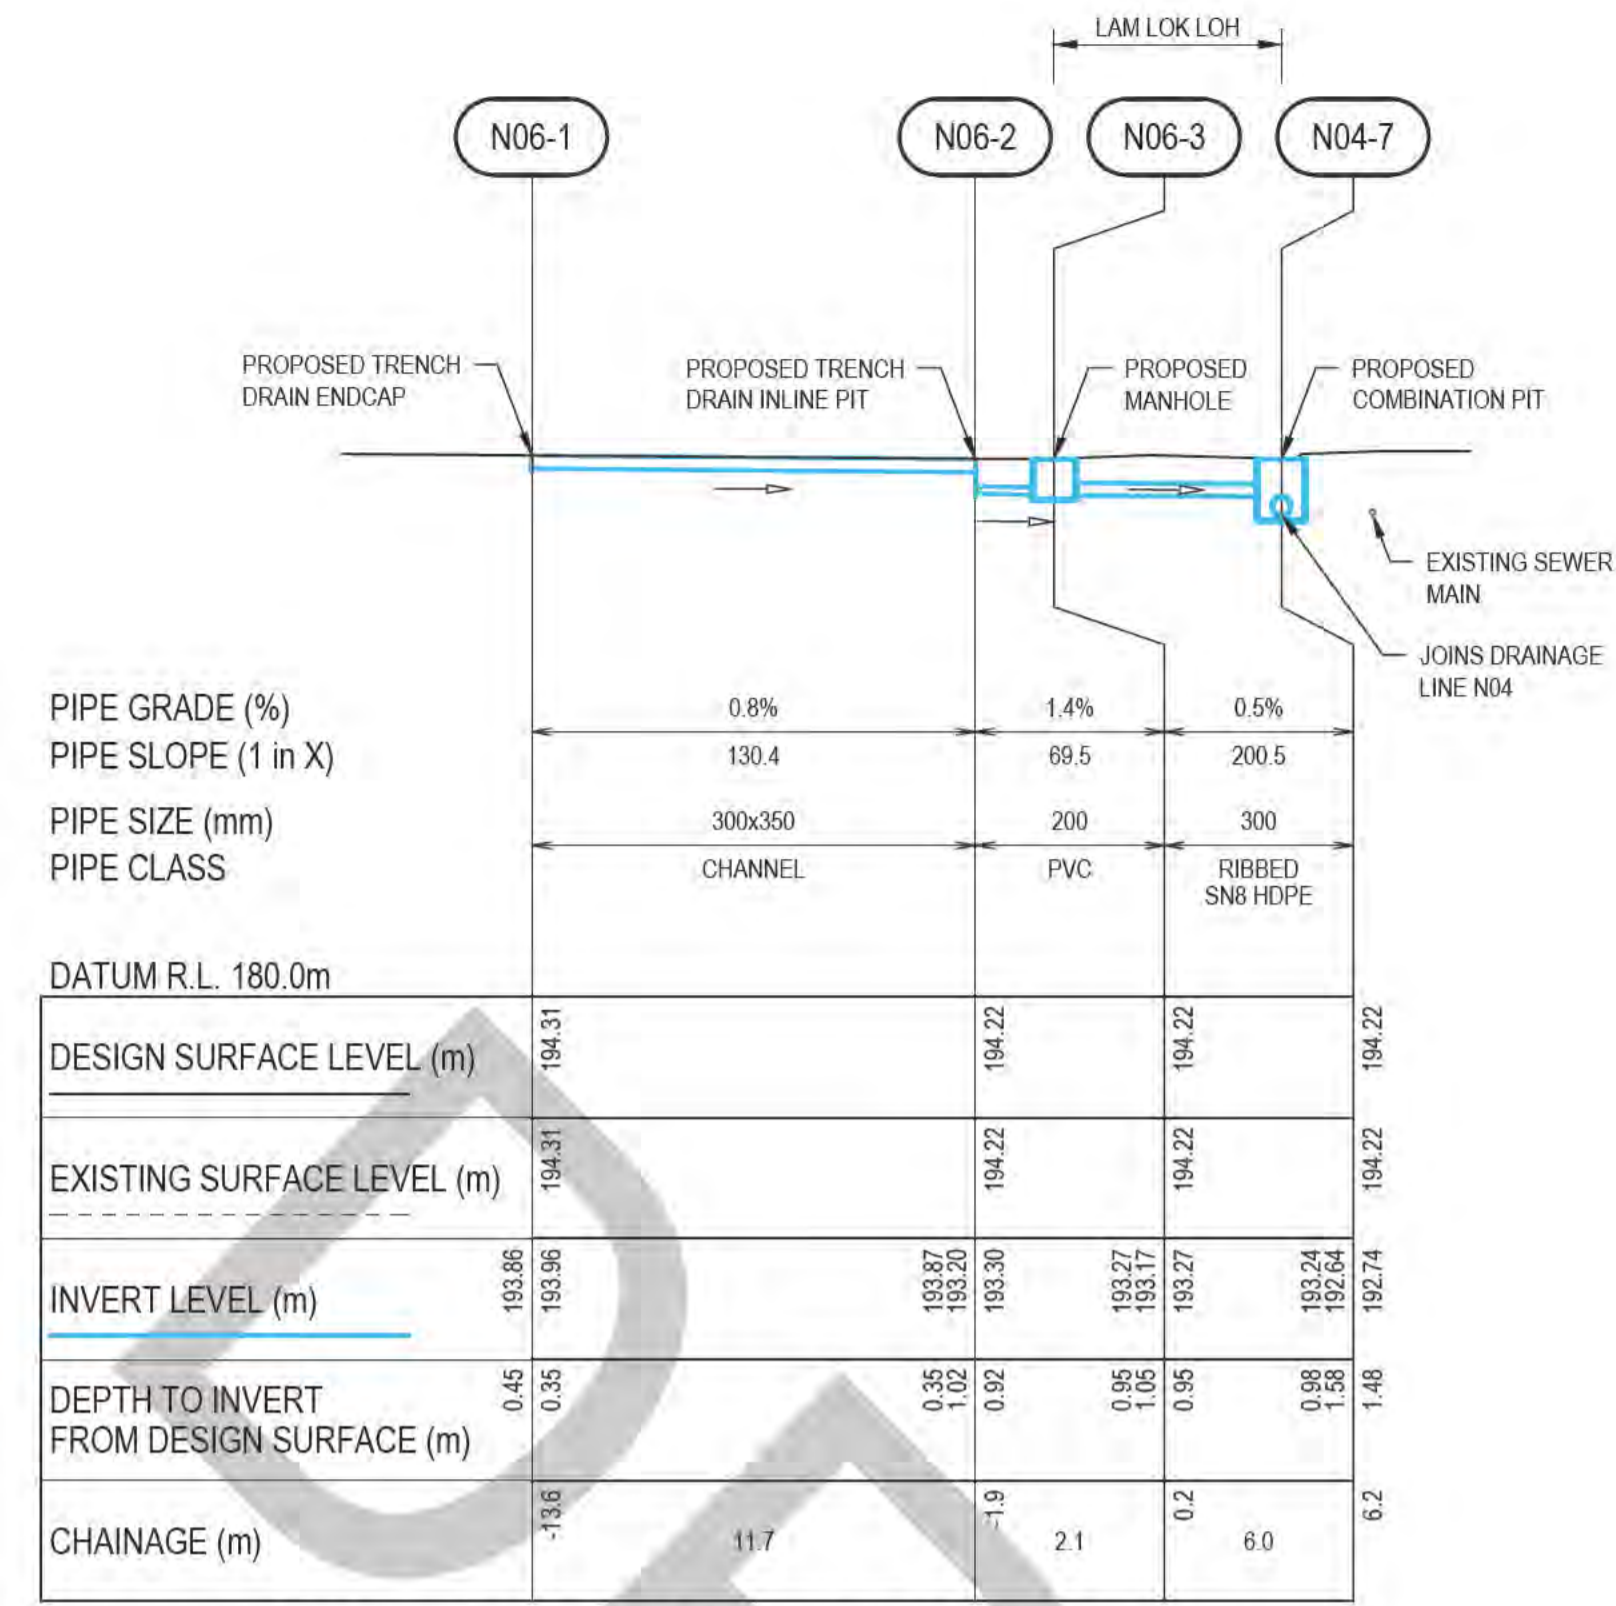 LAM LOK LOH
N06-1
N06-2
N06-3
N04-7
PROPOSED TRENCH
DRAIN ENDCAP
PROPOSED TRENCH
DRAIN INLINE PIT
PROPOSED
MANHOLE
PROPOSED
COMBINATION PIT
EXISTING SEWER
MAIN
JOINS DRAINAGE
LINE N04
PIPE GRADE (%) 0.8% 1.4% 0.5%
PIPE SLOPE (1 in X) 130.4 69.5 200.5
PIPE SIZE (mm) 300x350 200 300
PIPE CLASS CHANNEL PVC RIBBED
SN8 HDPE
DATUM R.L. 180.0m
DESIGN SURFACE LEVEL (m) 194.31 194.22 194.22 194.22
EXISTING SURFACE LEVEL (m) 194.31 194.22 194.22 194.22
INVERT LEVEL (m) 193.86 193.96 193.87 193.20 193.30 193.27 193.17 193.27 193.24 192.64 192.74
DEPTH TO INVERT
FROM DESIGN SURFACE (m) 0.45 0.35 0.35 1.02 0.92 0.95 1.05 0.95 0.98 1.58 1.48
CHAINAGE (m) -13.6 11.7 -1.9 2.1 0.2 6.0 6.2